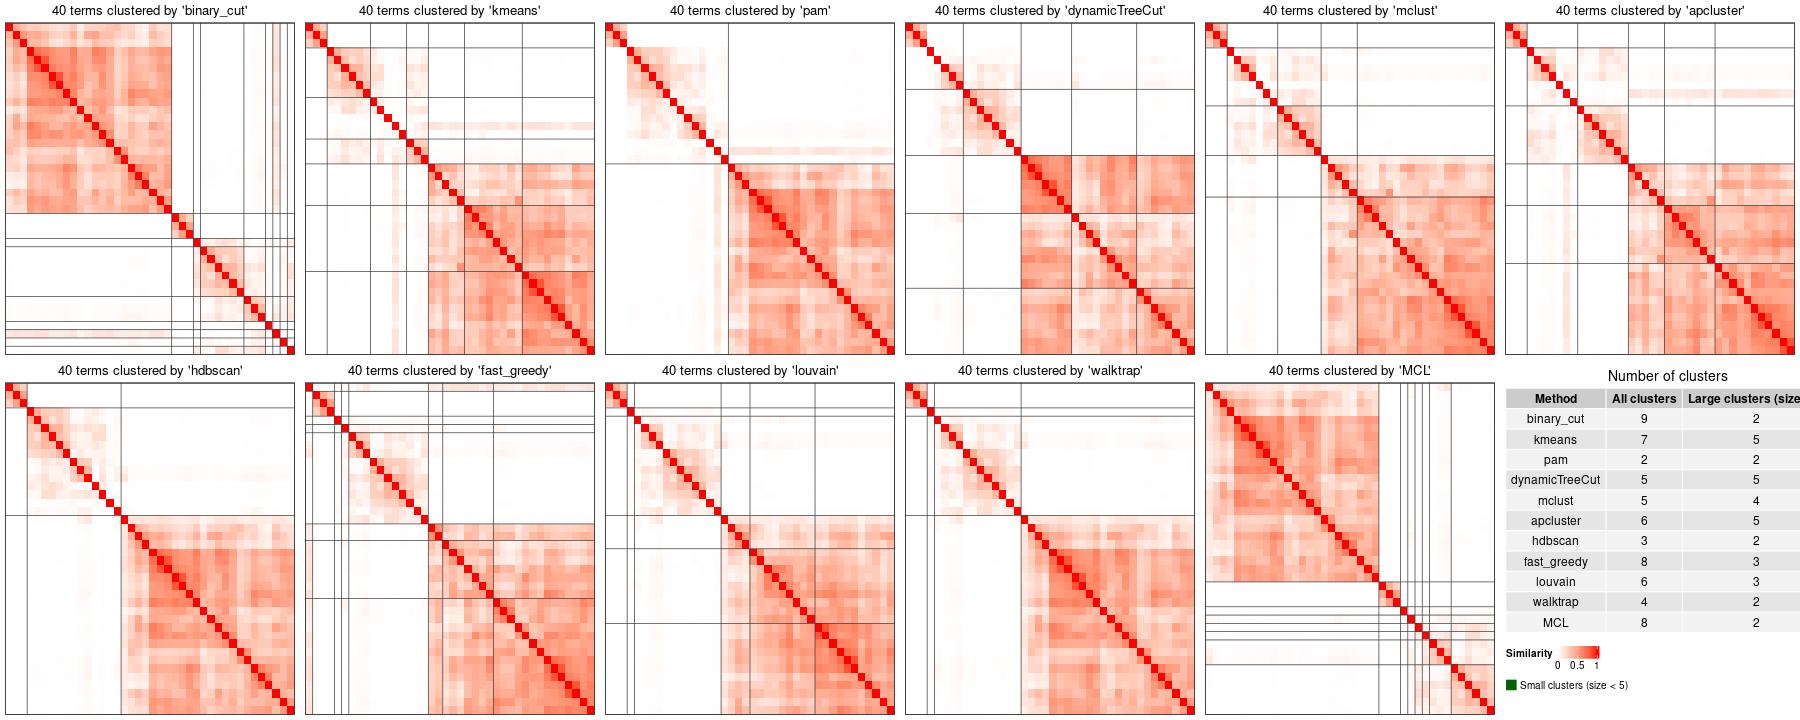 40 terms clustered by 'binary_cut'
40 terms clustered by 'kmeans'
40 terms clustered by 'pam'
40 terms clustered by 'dynamicTreeCut'
40 terms clustered by 'mclust'
40 terms clustered by 'apcluster'
40 terms clustered by 'hdbscan'
40 terms clustered by 'fast_greedy'
40 terms clustered by 'louvain'
40 terms clustered by 'walktrap'
40 terms clustered by 'MCL'
Number of clusters
Method All clusters Large clusters (size
binary_cut 9 2
kmeans 7 5
pam 2 2
dynamicTreeCut 5 5
mclust 5 4
apcluster 6 5
hdbscan 3 2
fast_greedy 8 3
louvain 6 3
walktrap 4 2
MCL 8 2
Similarity
0 0.5 1
Small clusters (size < 5)